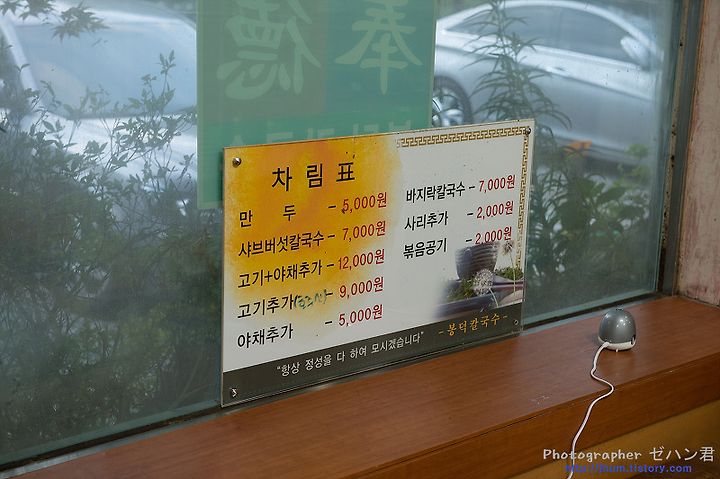 奉德
차림표
만 두 - 5,000원
샤브버섯칼국수 - 7,000원
고기+야채추가 - 12,000원
고기추가 9,000원
야채추가 - 5,000원
바지락칼국수 - 7,000원
사리추가 - 2,000원
볶음공기 - 2,000원
"항상 정성을 다 하여 모시겠습니다" - 봉덕칼국수 -
Photographer ゼハン君
http://jhum.tistory.com